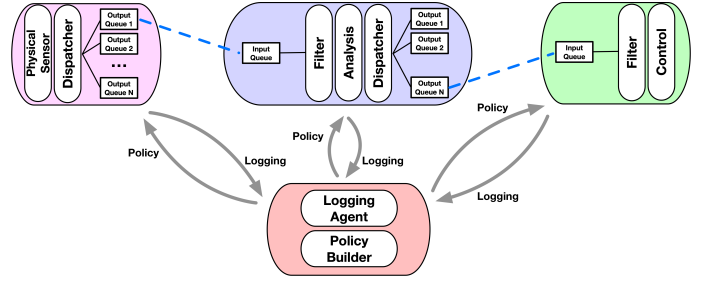 Physical
Sensor
Dispatcher
Output
Queue 1
Output
Queue 2
...
Output
Queue N
Input
Queue
Filter
Analysis
Dispatcher
Output
Queue 1
Output
Queue 2
Output
Queue N
Input
Queue
Filter
Control
Policy
Logging
Policy
Logging
Policy
Logging
Logging
Agent
Policy
Builder